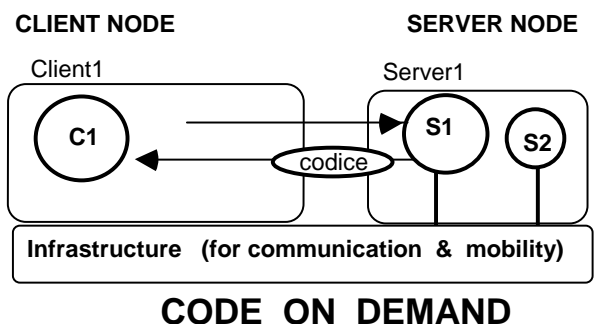 CLIENT NODE SERVER NODE
Client1 Server1
C1 S1 S2
codice
Infrastructure (for communication & mobility)
CODE ON DEMAND